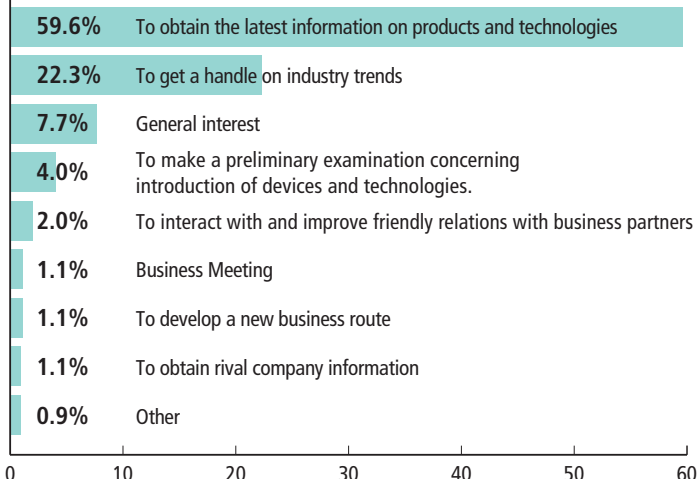 59.6% To obtain the latest information on products and technologies
22.3% To get a handle on industry trends
7.7% General interest
4.0% To make a preliminary examination concerning
introduction of devices and technologies.
2.0% To interact with and improve friendly relations with business partners
1.1% Business Meeting
1.1% To develop a new business route
1.1% To obtain rival company information
0.9% Other
0 10 20 30 40 50 60